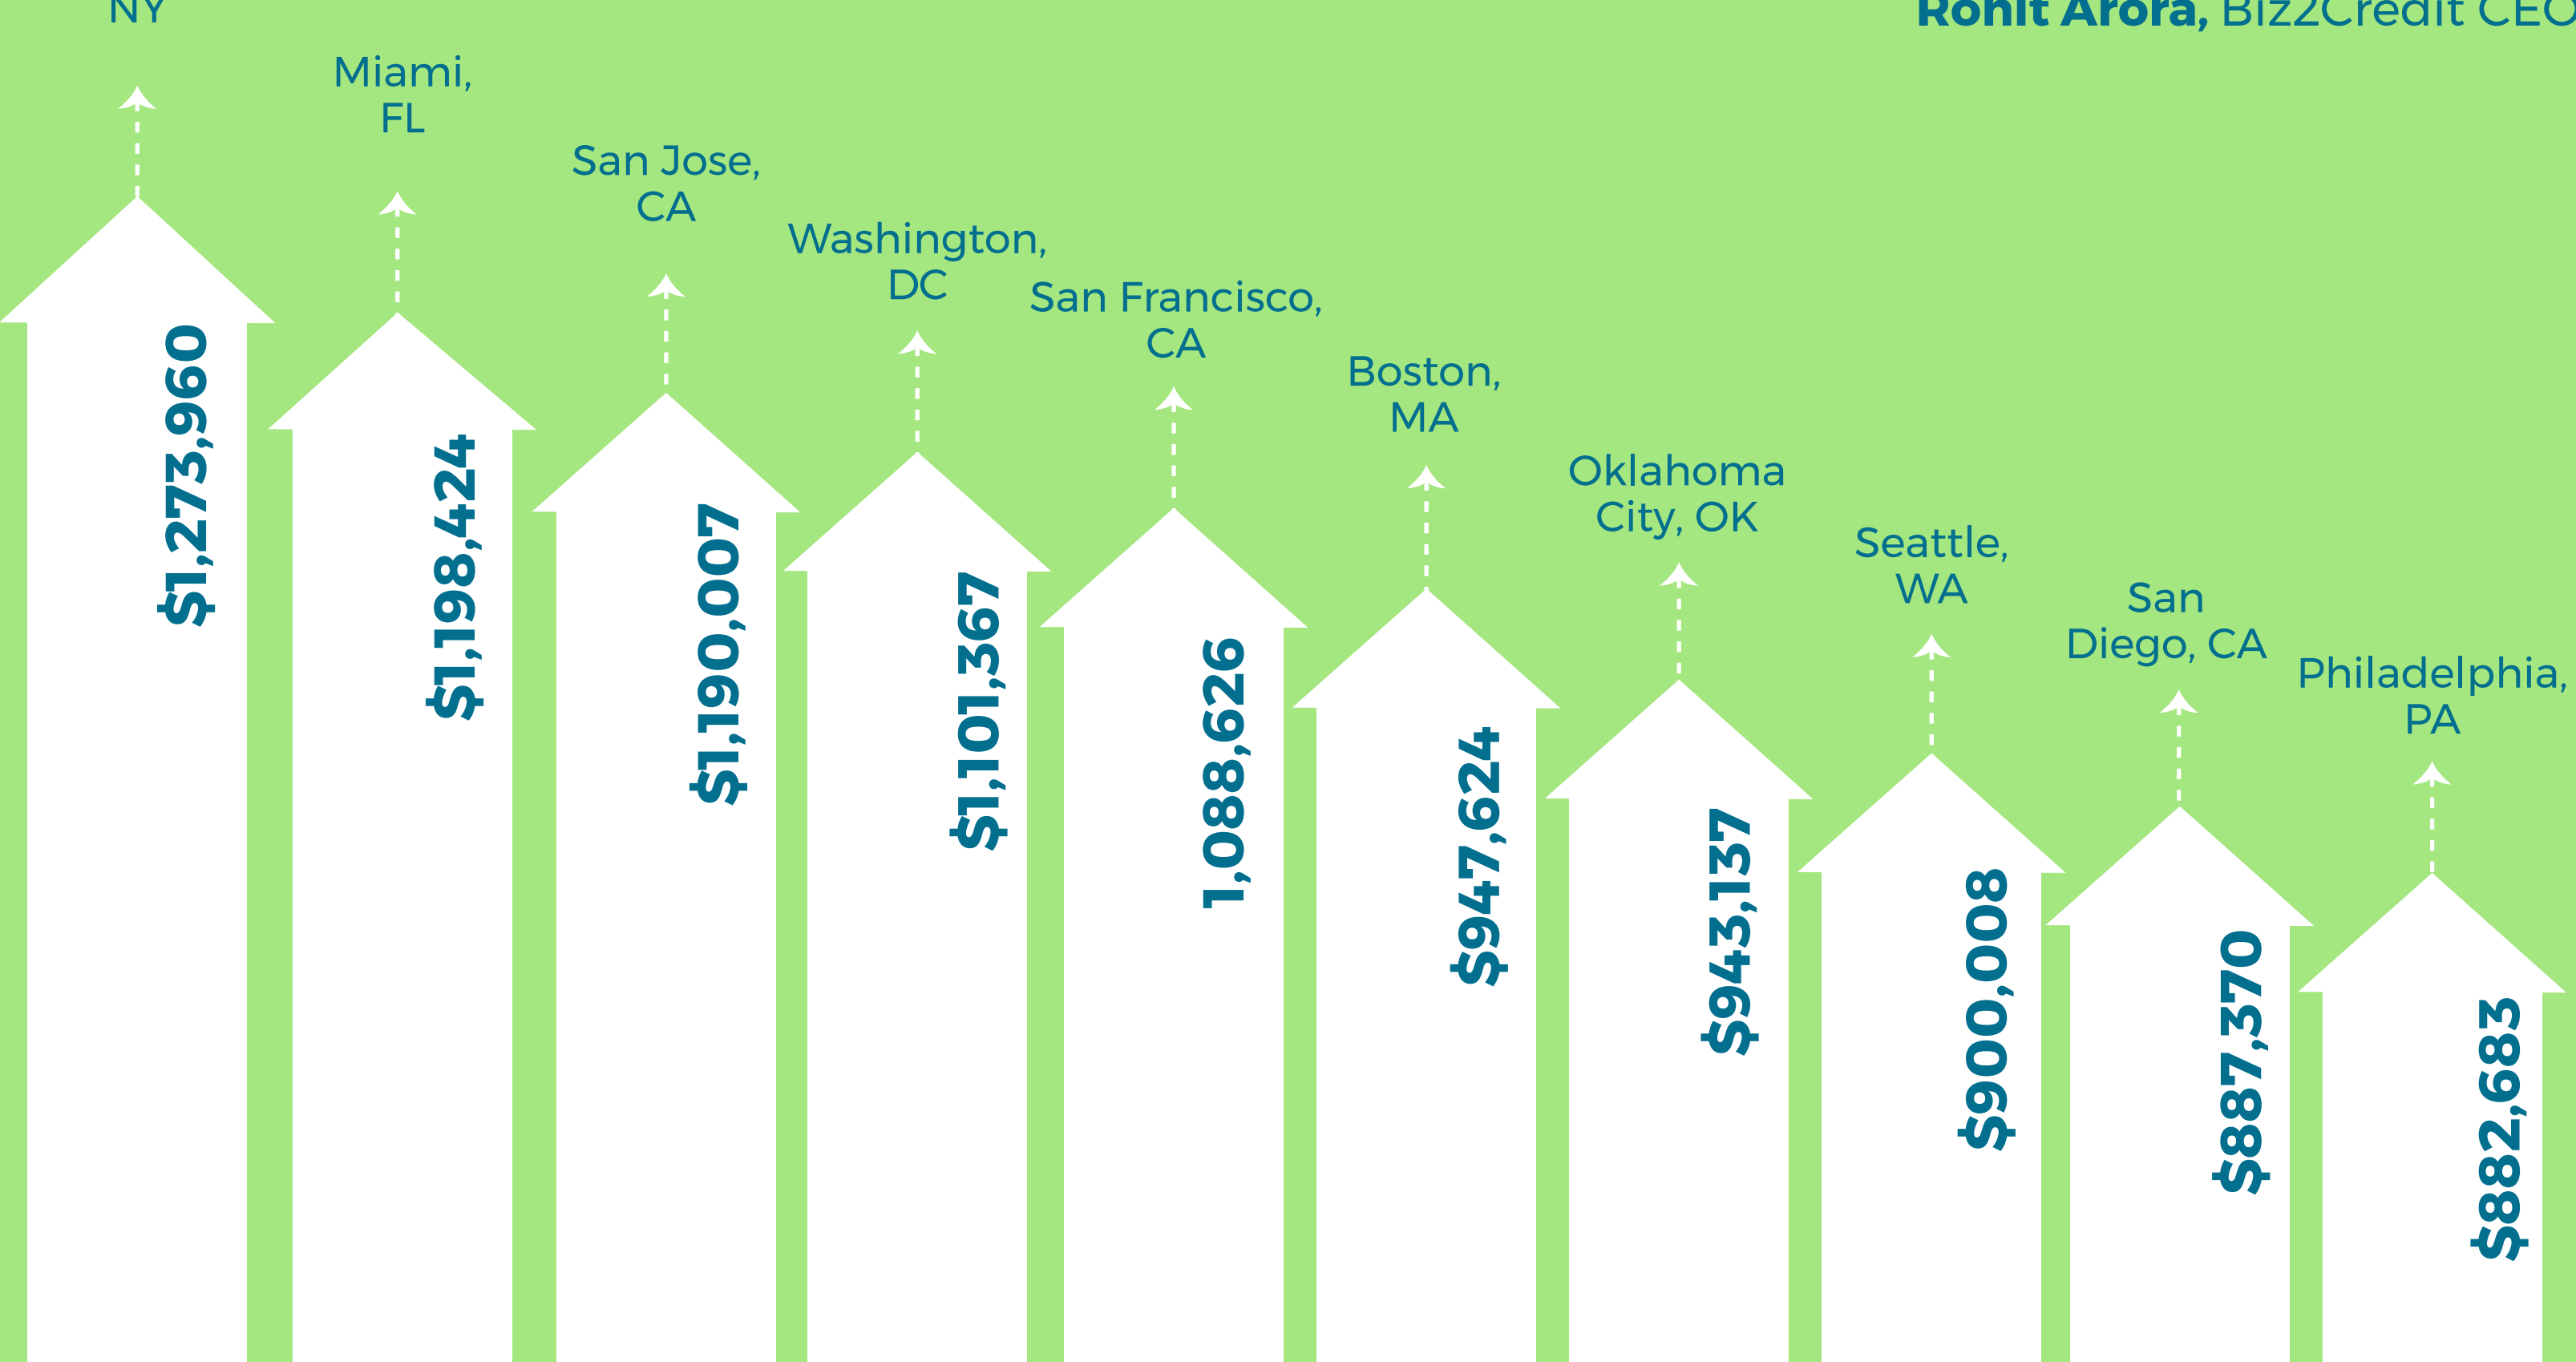 NY
Rohit Arora, Biz2Credit CEO
Miami,
FL
San Jose,
CA
Washington,
DC
San Francisco,
CA
Boston,
MA
Oklahoma
City, OK
Seattle,
WA
San
Diego, CA
Philadelphia,
PA
$1,273,960
$1,198,424
$1,190,007
$1,101,367
1,088,626
$947,624
$943,137
$900,008
$887,370
$882,683